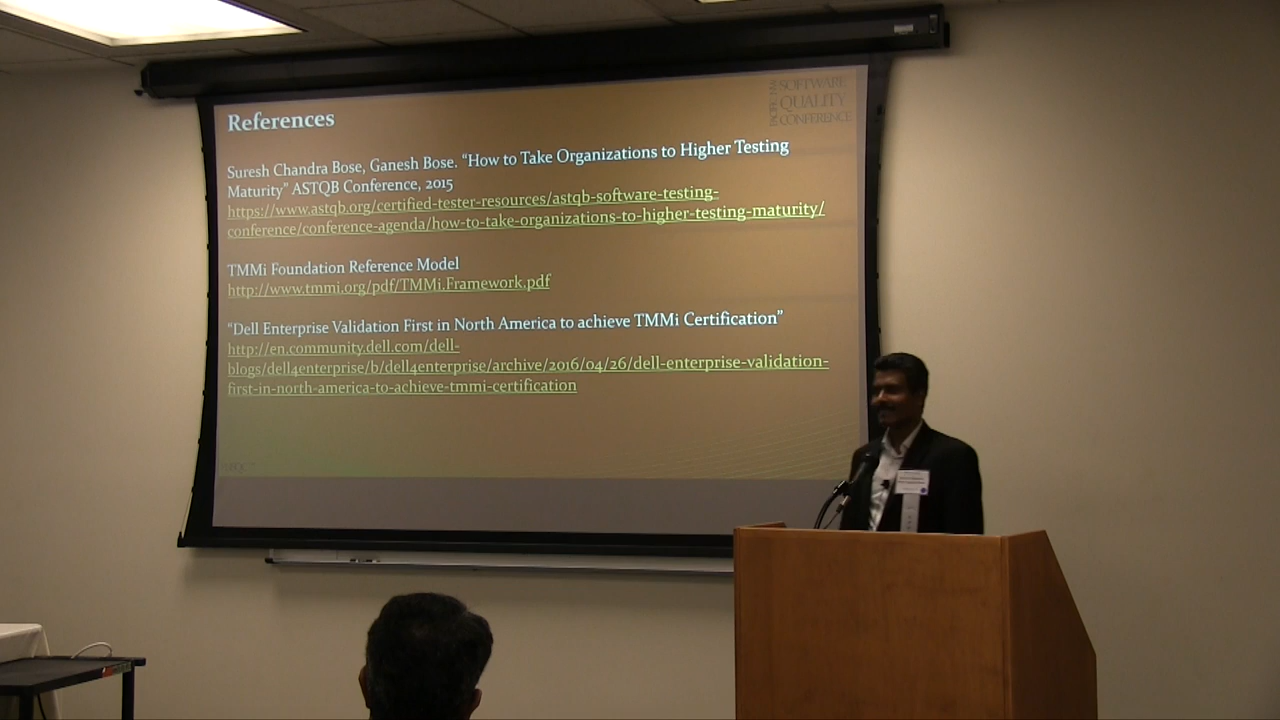 References
SOFTWARE
QUALITY
CONFERENCE
Suresh Chandra Bose, Ganesh Bose. “How to Take Organizations to Higher Testing
Maturity” ASTQB Conference, 2015
https://www.astqb.org/certified-tester-resources/astqb-software-testing-
conference/conference-agenda/how-to-take-organizations-to-higher-testing-maturity/
TMMi Foundation Reference Model
http://www.tmmi.org/pdf/TMMi.Framework.pdf
“Dell Enterprise Validation First in North America to achieve TMMi Certification”
http://en.community.dell.com/dell-
blogs/dell4enterprise/b/dell4enterprise/archive/2016/04/26/dell-enterprise-validation-
first-in-north-america-to-achieve-tmmi-certification